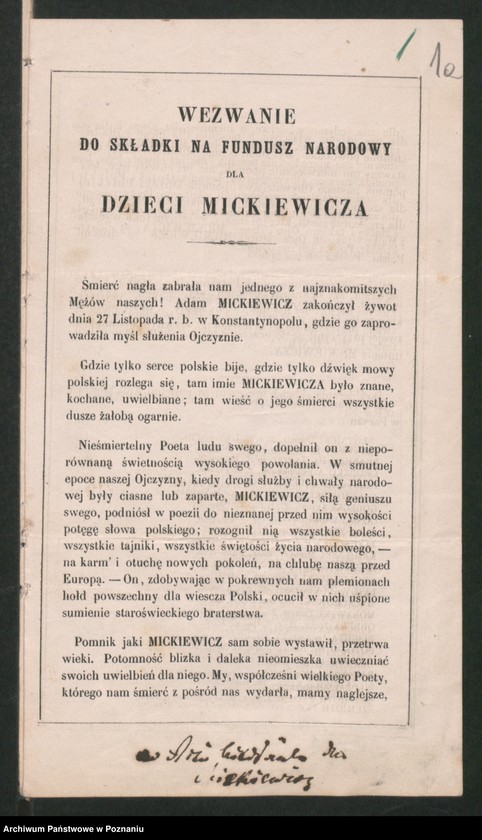 1a
WEZWANIE
DO SKŁADKI NA FUNDUSZ NARODOWY
DLA
DZIECI MICKIEWICZA
Śmierć nagła zabrała nam jednego z najznakomitszych
Mężów naszych! Adam MICKIEWICZ zakończył żywot
dnia 27 Listopada r. b. w Konstantynopolu, gdzie go zapro-
wadziła myśl służenia Ojczyznie.
Gdzie tylko serce polskie bije, gdzie tylko dźwięk mowy
polskiej rozlega się, tam imie MICKIEWICZA było znane,
kochane, uwielbiane; tam wieść o jego śmierci wszystkie
dusze żałobą ogarnie.
Nieśmiertelny Poeta ludu swego, dopełnił on z niepo-
równaną świetnością wysokiego powołania. W smutnej
epoce naszej Ojczyzny, kiedy drogi służby i chwały narodo-
wej były ciasne lub zaparte, MICKIEWICZ, siłą geniuszu
swego, podniósł w poezii do nieznanej przed nim wysokości
potęgę słowa polskiego; rozognił nią wszystkie boleści,
wszystkie tajniki, wszystkie świętości życia narodowego, —
na karm' i otuchę nowych pokoleń, na chlubę naszą przed
Europą. — On, zdobywając w pokrewnych nam plemionach
hołd powszechny dla wieszcza Polski, ocucił w nich uśpione
sumienie staroświeckiego braterstwa.
Pomnik jaki MICKIEWICZ sam sobie wystawił, przetrwa
wieki. Potomność blizka i daleka nieomieszka uwieczniać
swoich uwielbień dla niego. My, współcześni wielkiego Poety,
którego nam śmierć z pośród nas wydarła, mamy naglejsze,
Mickiewicz
Archiwum Państwowe w Poznaniu